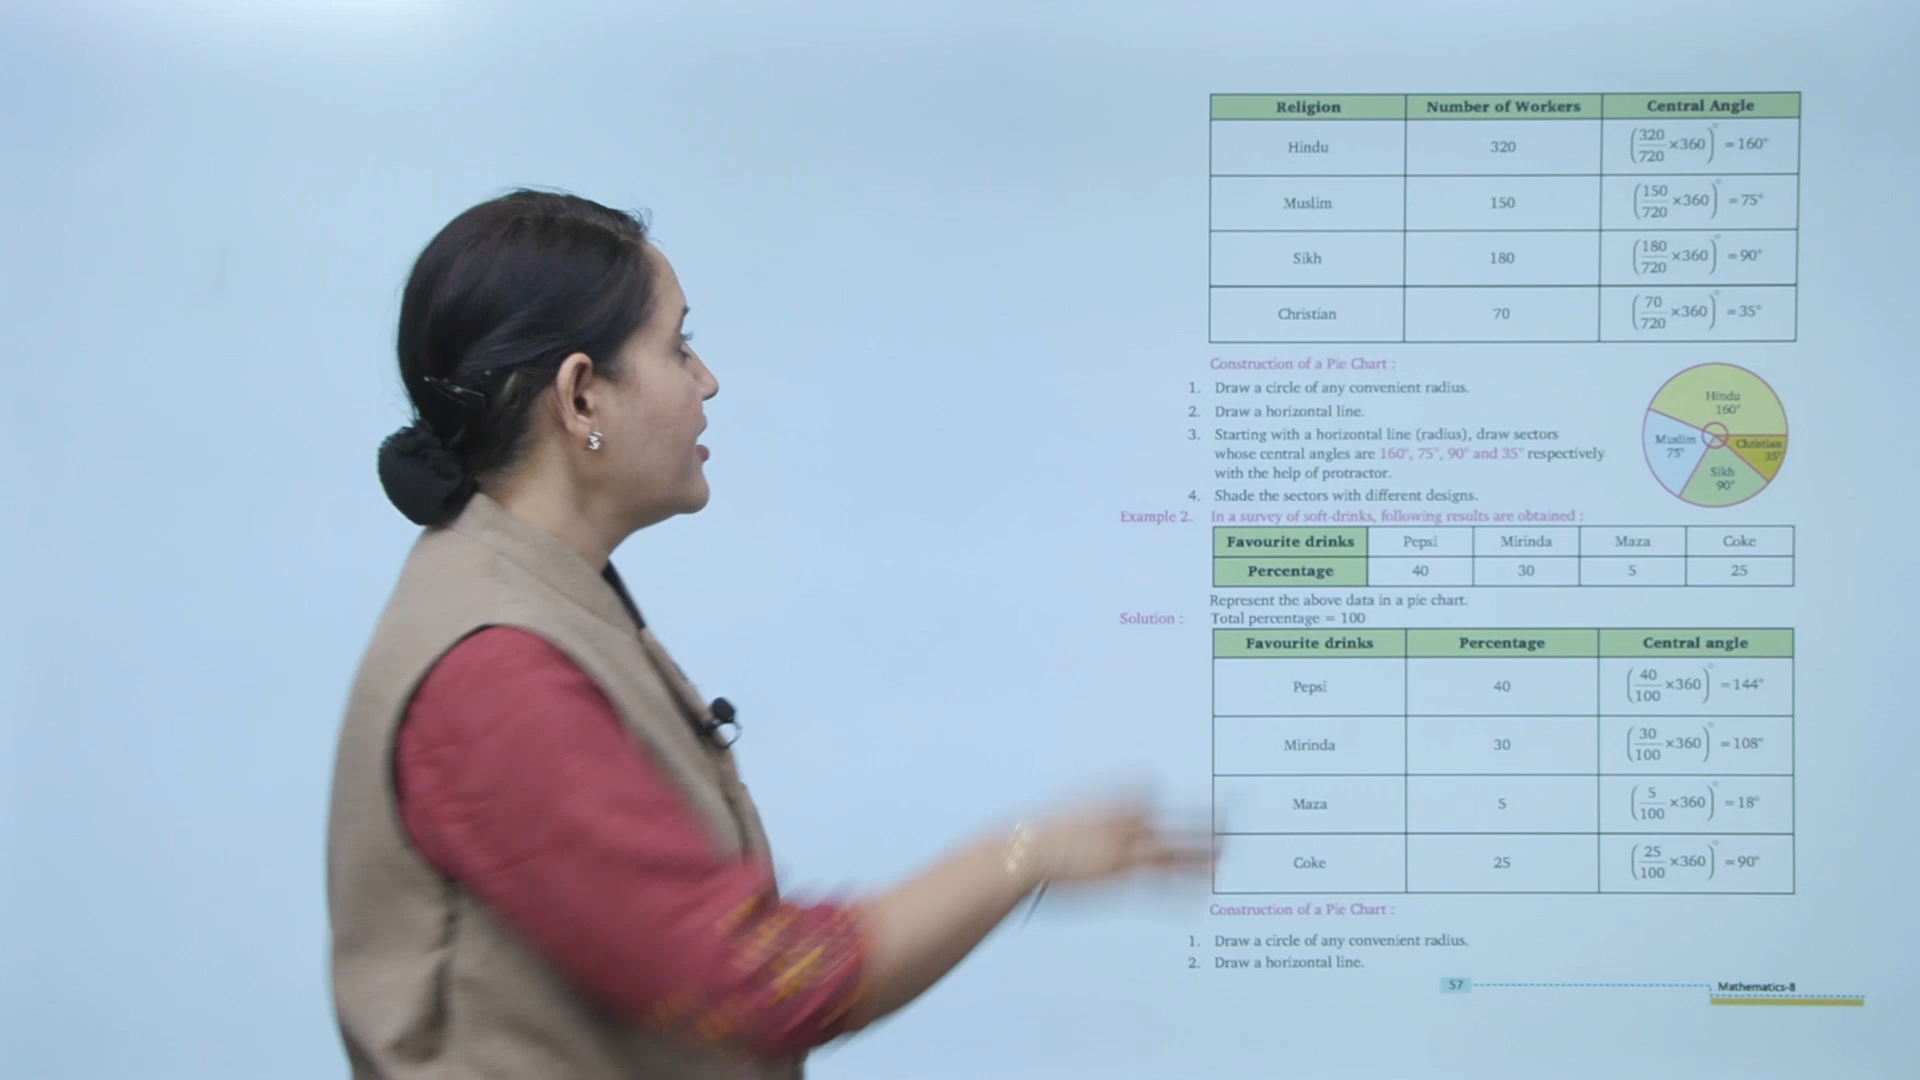 Religion Number of Workers Central Angle
Hindu 320 (320/720 ×360)° = 160°
Muslim 150 (150/720 ×360)° = 75°
Sikh 180 (180/720 ×360)° = 90°
Christian 70 (70/720 ×360)° = 35°
Construction of a Pie Chart :
1. Draw a circle of any convenient radius.
2. Draw a horizontal line.
3. Starting with a horizontal line (radius), draw sectors
whose central angles are 160°, 75°, 90° and 35° respectively
with the help of protractor.
4. Shade the sectors with different designs.
Hindu
160°
Muslim
75°
Christian
35°
Sikh
90°
Example 2. In a survey of soft-drinks, following results are obtained :
Favourite drinks Pepsi Mirinda Maza Coke
Percentage 40 30 5 25
Represent the above data in a pie chart.
Solution : Total percentage = 100
Favourite drinks Percentage Central angle
Pepsi 40 (40/100 ×360)° = 144°
Mirinda 30 (30/100 ×360)° = 108°
Maza 5 (5/100 ×360)° = 18°
Coke 25 (25/100 ×360)° = 90°
Construction of a Pie Chart :
1. Draw a circle of any convenient radius.
2. Draw a horizontal line.
57 Mathematics-8